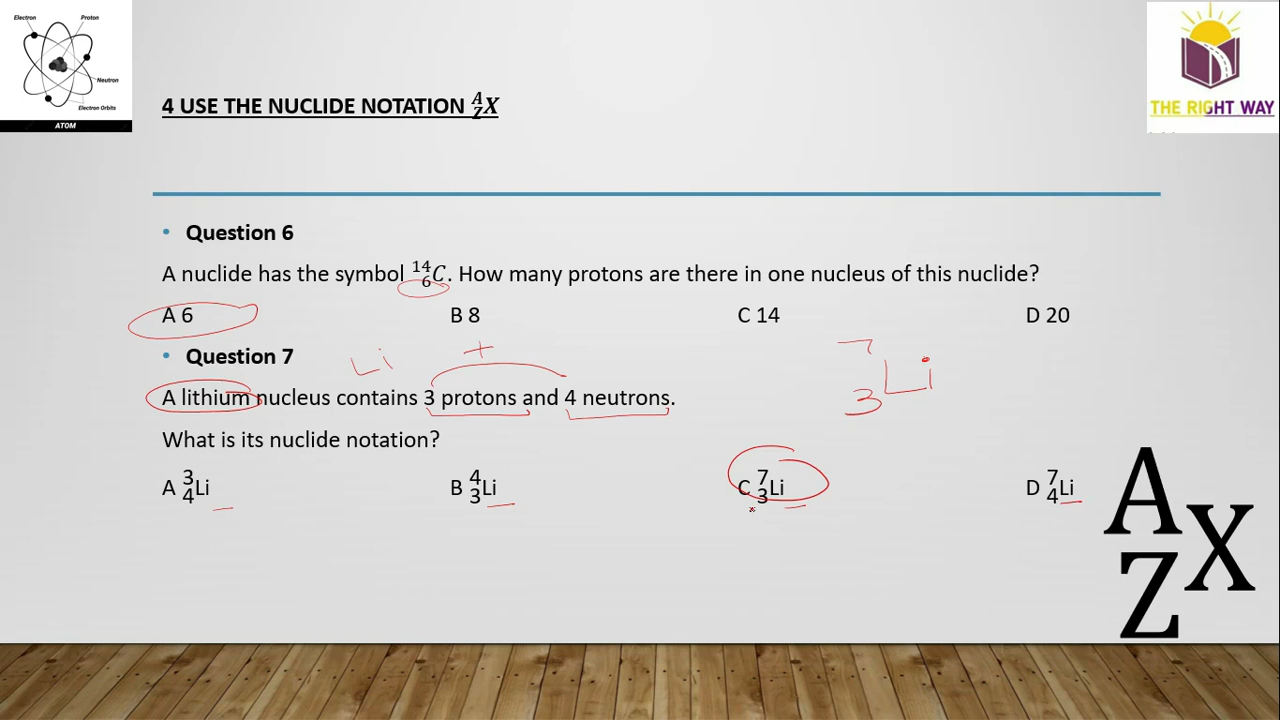 Electron
Proton
Neutron
Electron Orbits
ATOM
THE RIGHT WAY
4 USE THE NUCLIDE NOTATION ⁴_Z X
• Question 6
A nuclide has the symbol ¹⁴₆C. How many protons are there in one nucleus of this nuclide?
A 6 B 8 C 14 D 20
• Question 7
Li + 7
3 Li
A lithium nucleus contains 3 protons and 4 neutrons.
What is its nuclide notation?
A ³₄Li B ⁴₃Li C ⁷₃Li D ⁷₄Li
A
Z X